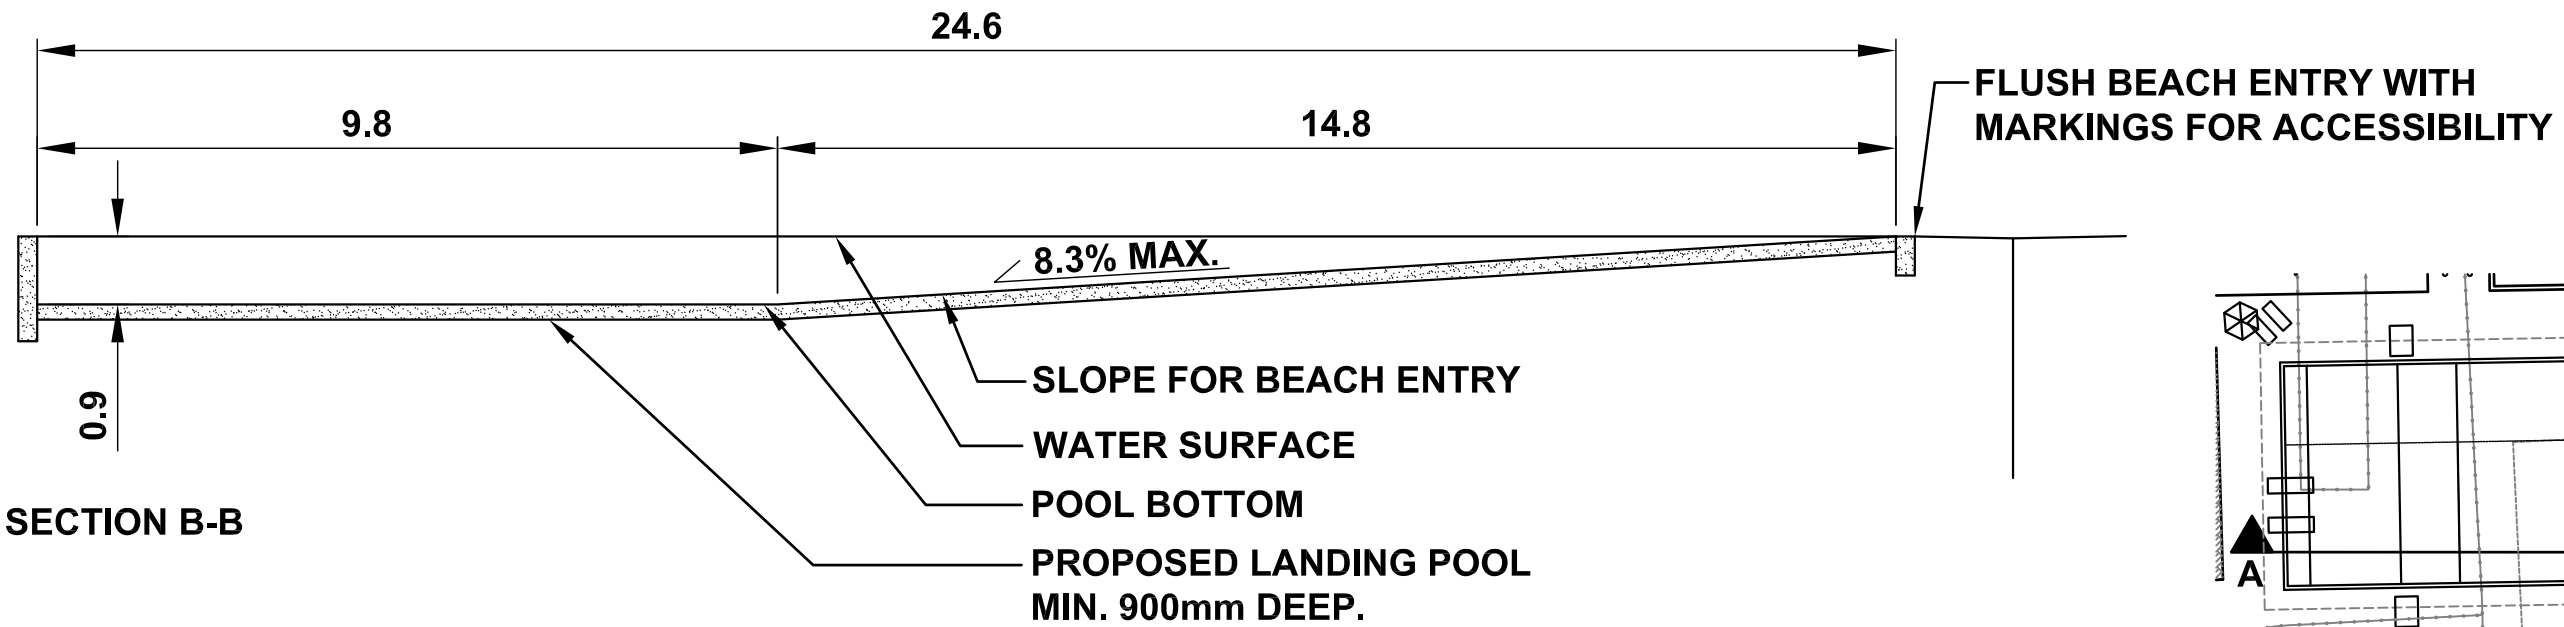 24.6
9.8
14.8
FLUSH BEACH ENTRY WITH
MARKINGS FOR ACCESSIBILITY
8.3% MAX.
0.9
SLOPE FOR BEACH ENTRY
WATER SURFACE
POOL BOTTOM
PROPOSED LANDING POOL
MIN. 900mm DEEP.
SECTION B-B
A